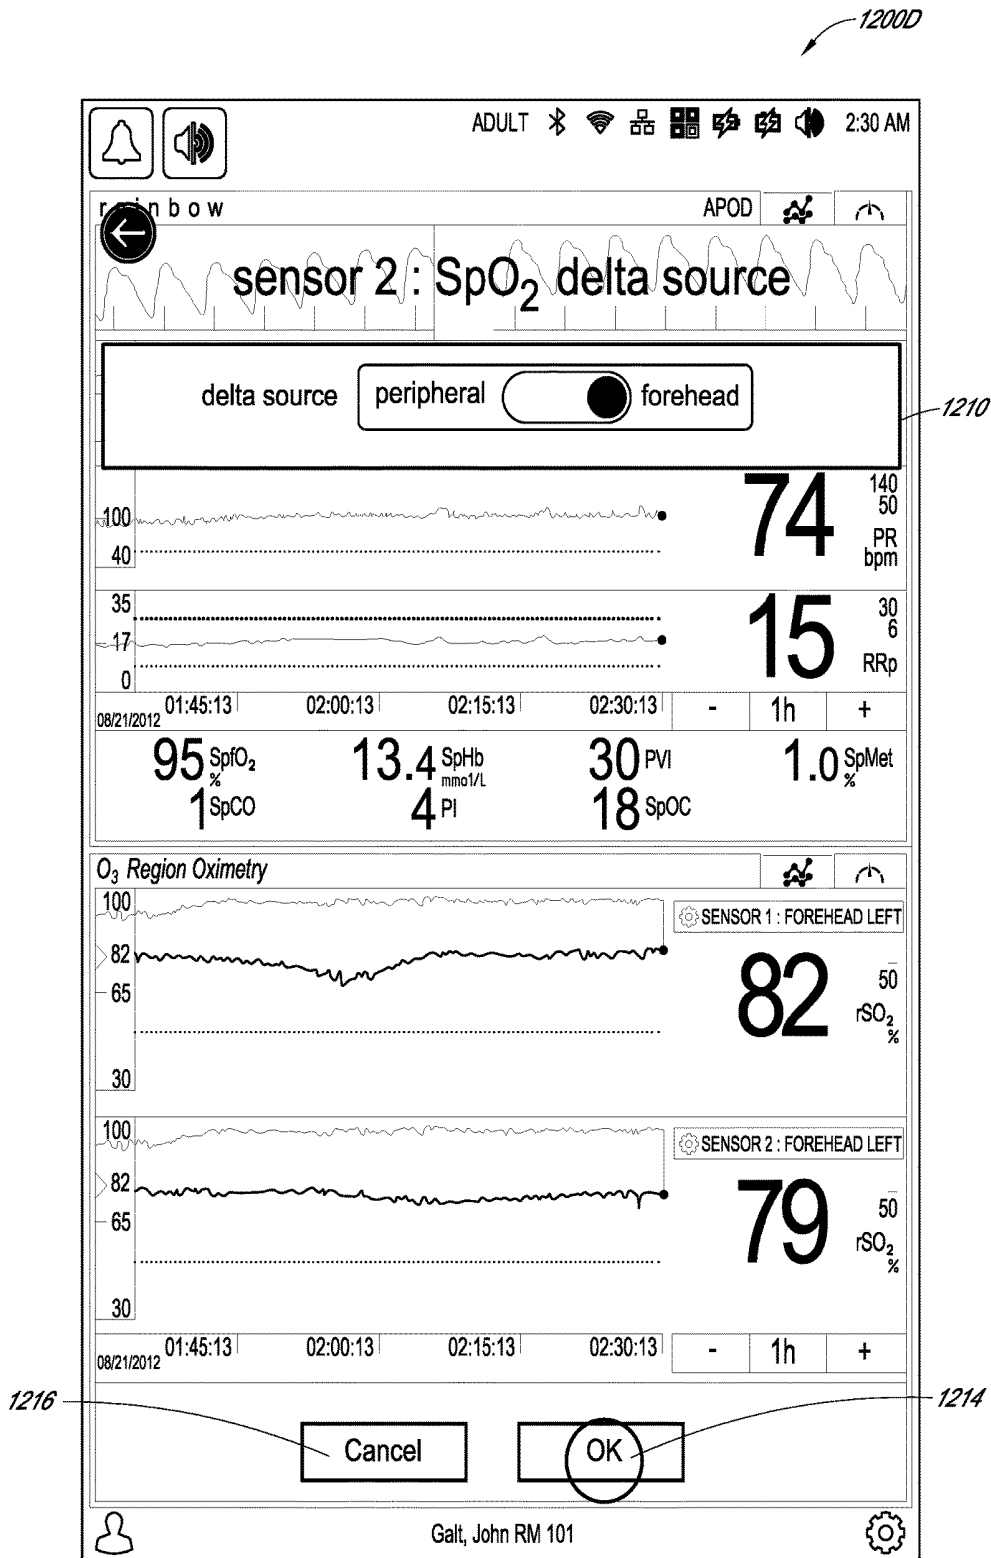 1200D
ADULT 2:30 AM
rainbow APOD
sensor 2 : SpO₂ delta source
delta source peripheral forehead
1210
100
40
74
140
50
PR
bpm
35
17
0
15
30
6
RRp
08/21/2012 01:45:13 02:00:13 02:15:13 02:30:13 - 1h +
95 SpfO₂ % 13.4 SpHb mmo1/L 30 PVI 1.0 SpMet %
1 SpCO 4 PI 18 SpOC
O₃ Region Oximetry
100
82
65
30
SENSOR 1 : FOREHEAD LEFT
82
50
rSO₂
%
100
82
65
30
SENSOR 2 : FOREHEAD LEFT
79
50
rSO₂
%
08/21/2012 01:45:13 02:00:13 02:15:13 02:30:13 - 1h +
1216 1214
Cancel OK
Galt, John RM 101